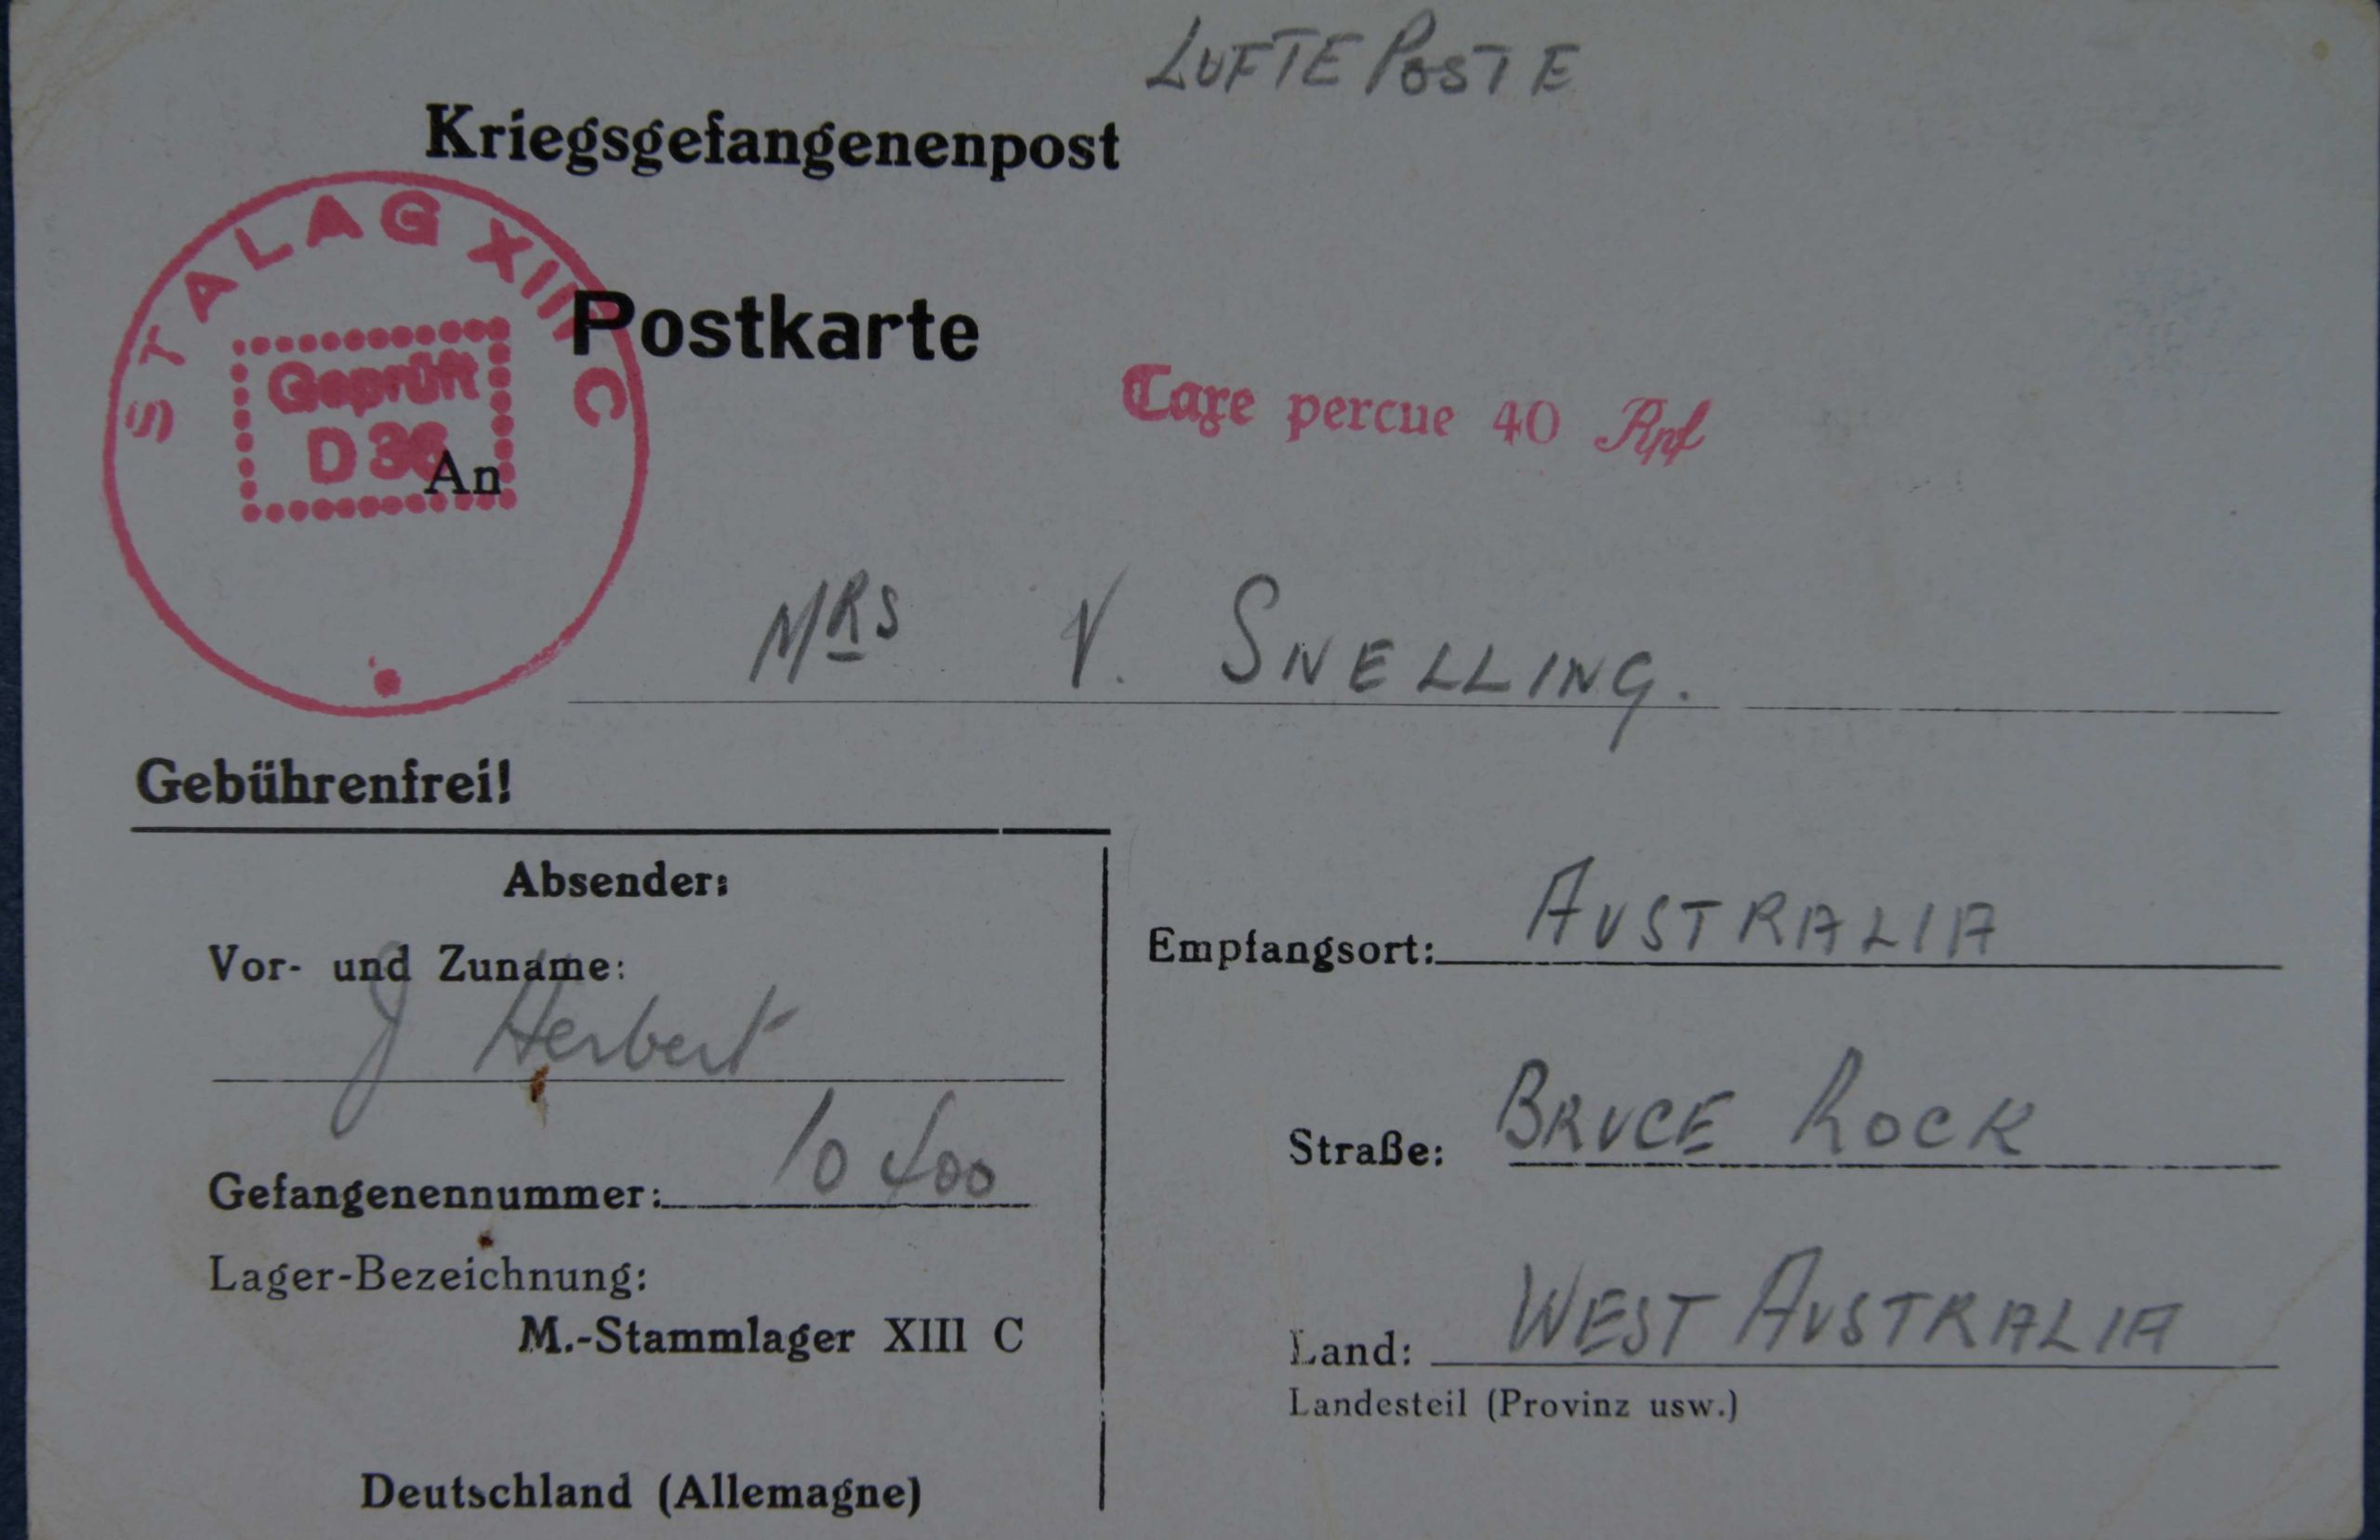 LUFTE POSTE
Kriegsgefangenenpost
STALAG XIII C
Geprüft
D 36
Postkarte
Taxe percue 40 Rpf
An
MRS V. SNELLING.
Gebührenfrei!
Absender:
Vor- und Zuname:
J Herbert
Gefangenennummer: 10400
Lager-Bezeichnung:
M.-Stammlager XIII C
Deutschland (Allemagne)
Empfangsort: AUSTRALIA
Straße: BRUCE ROCK
Land: WEST AUSTRALIA
Landesteil (Provinz usw.)